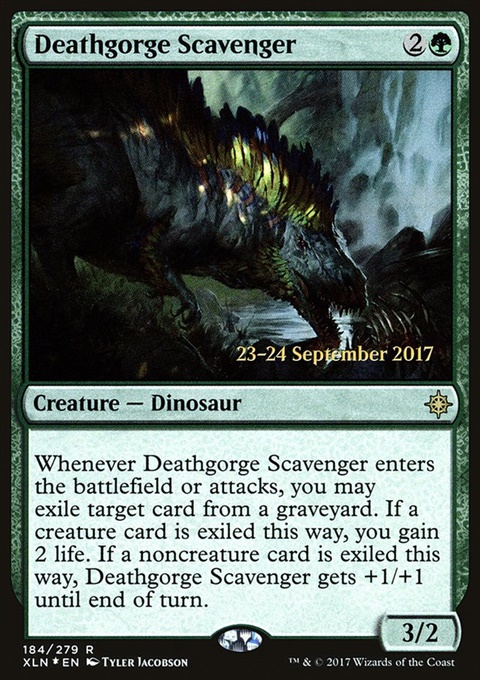 Deathgorge Scavenger 2
23–24 September 2017
Creature — Dinosaur
Whenever Deathgorge Scavenger enters
the battlefield or attacks, you may
exile target card from a graveyard. If a
creature card is exiled this way, you gain
2 life. If a noncreature card is exiled this
way, Deathgorge Scavenger gets +1/+1
until end of turn.
3/2
184/279 R
XLN★EN Tyler Jacobson
™ & © 2017 Wizards of the Coast